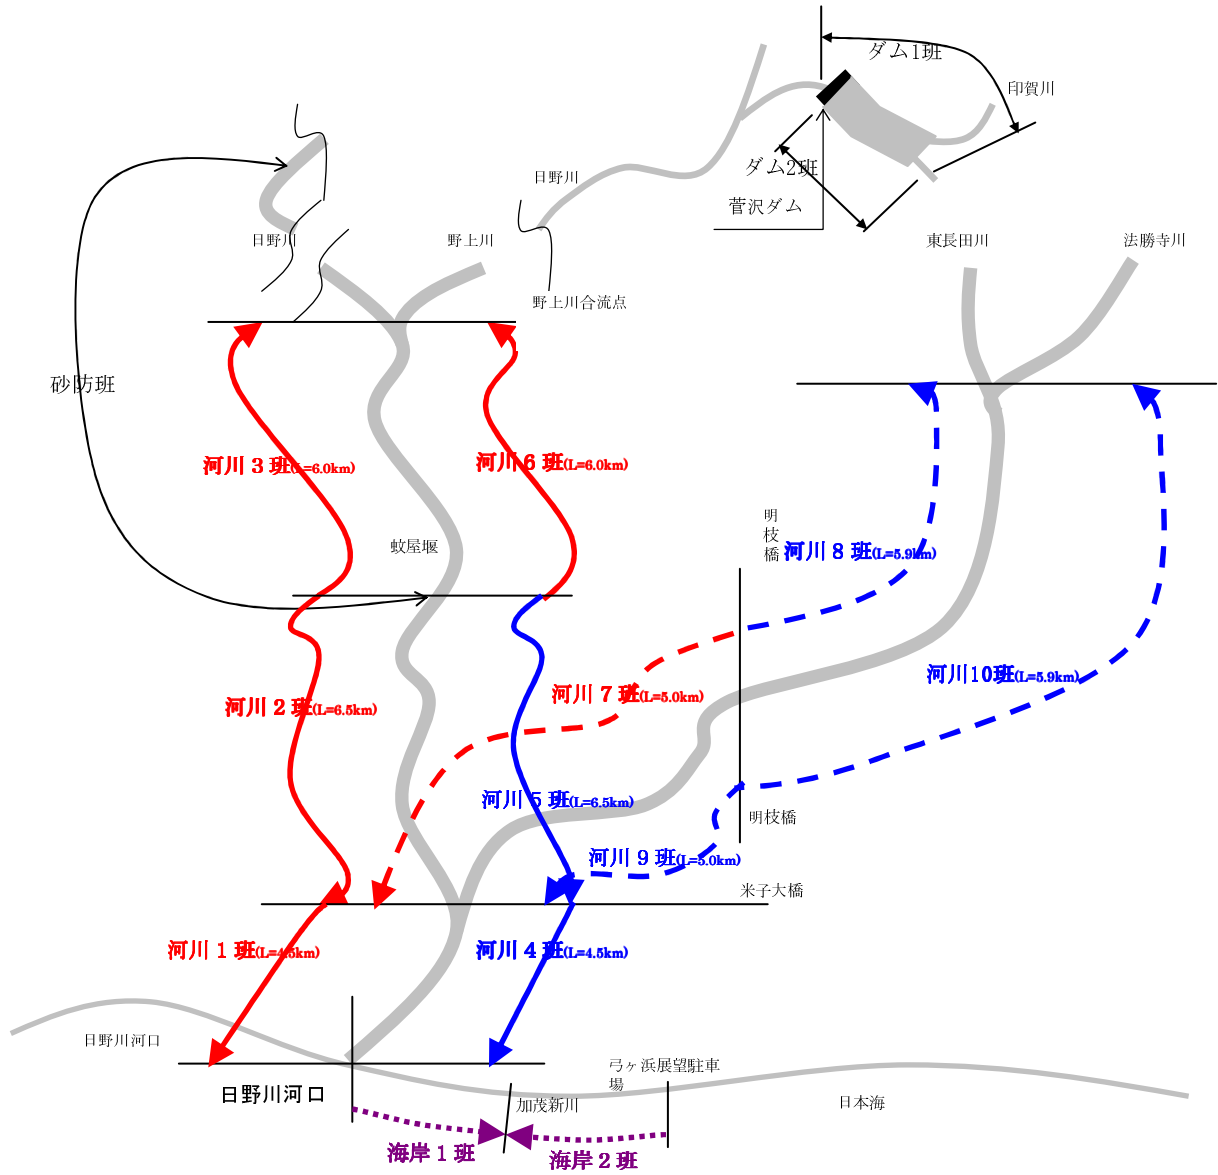 ダム1班
印賀川
ダム2班
日野川
菅沢ダム
日野川
野上川
東長田川
法勝寺川
野上川合流点
砂防班
河川３班(L=6.0km)
河川６班(L=6.0km)
明枝橋
蚊屋堰
河川８班(L=5.9km)
河川10班(L=5.9km)
河川２班(L=6.5km)
河川７班(L=5.0km)
河川５班(L=6.5km)
明枝橋
河川９班(L=5.0km)
米子大橋
河川１班(L=4.5km)
河川４班(L=4.5km)
日野川河口
弓ヶ浜展望駐車
場
日野川河口
加茂新川
日本海
海岸１班
海岸２班